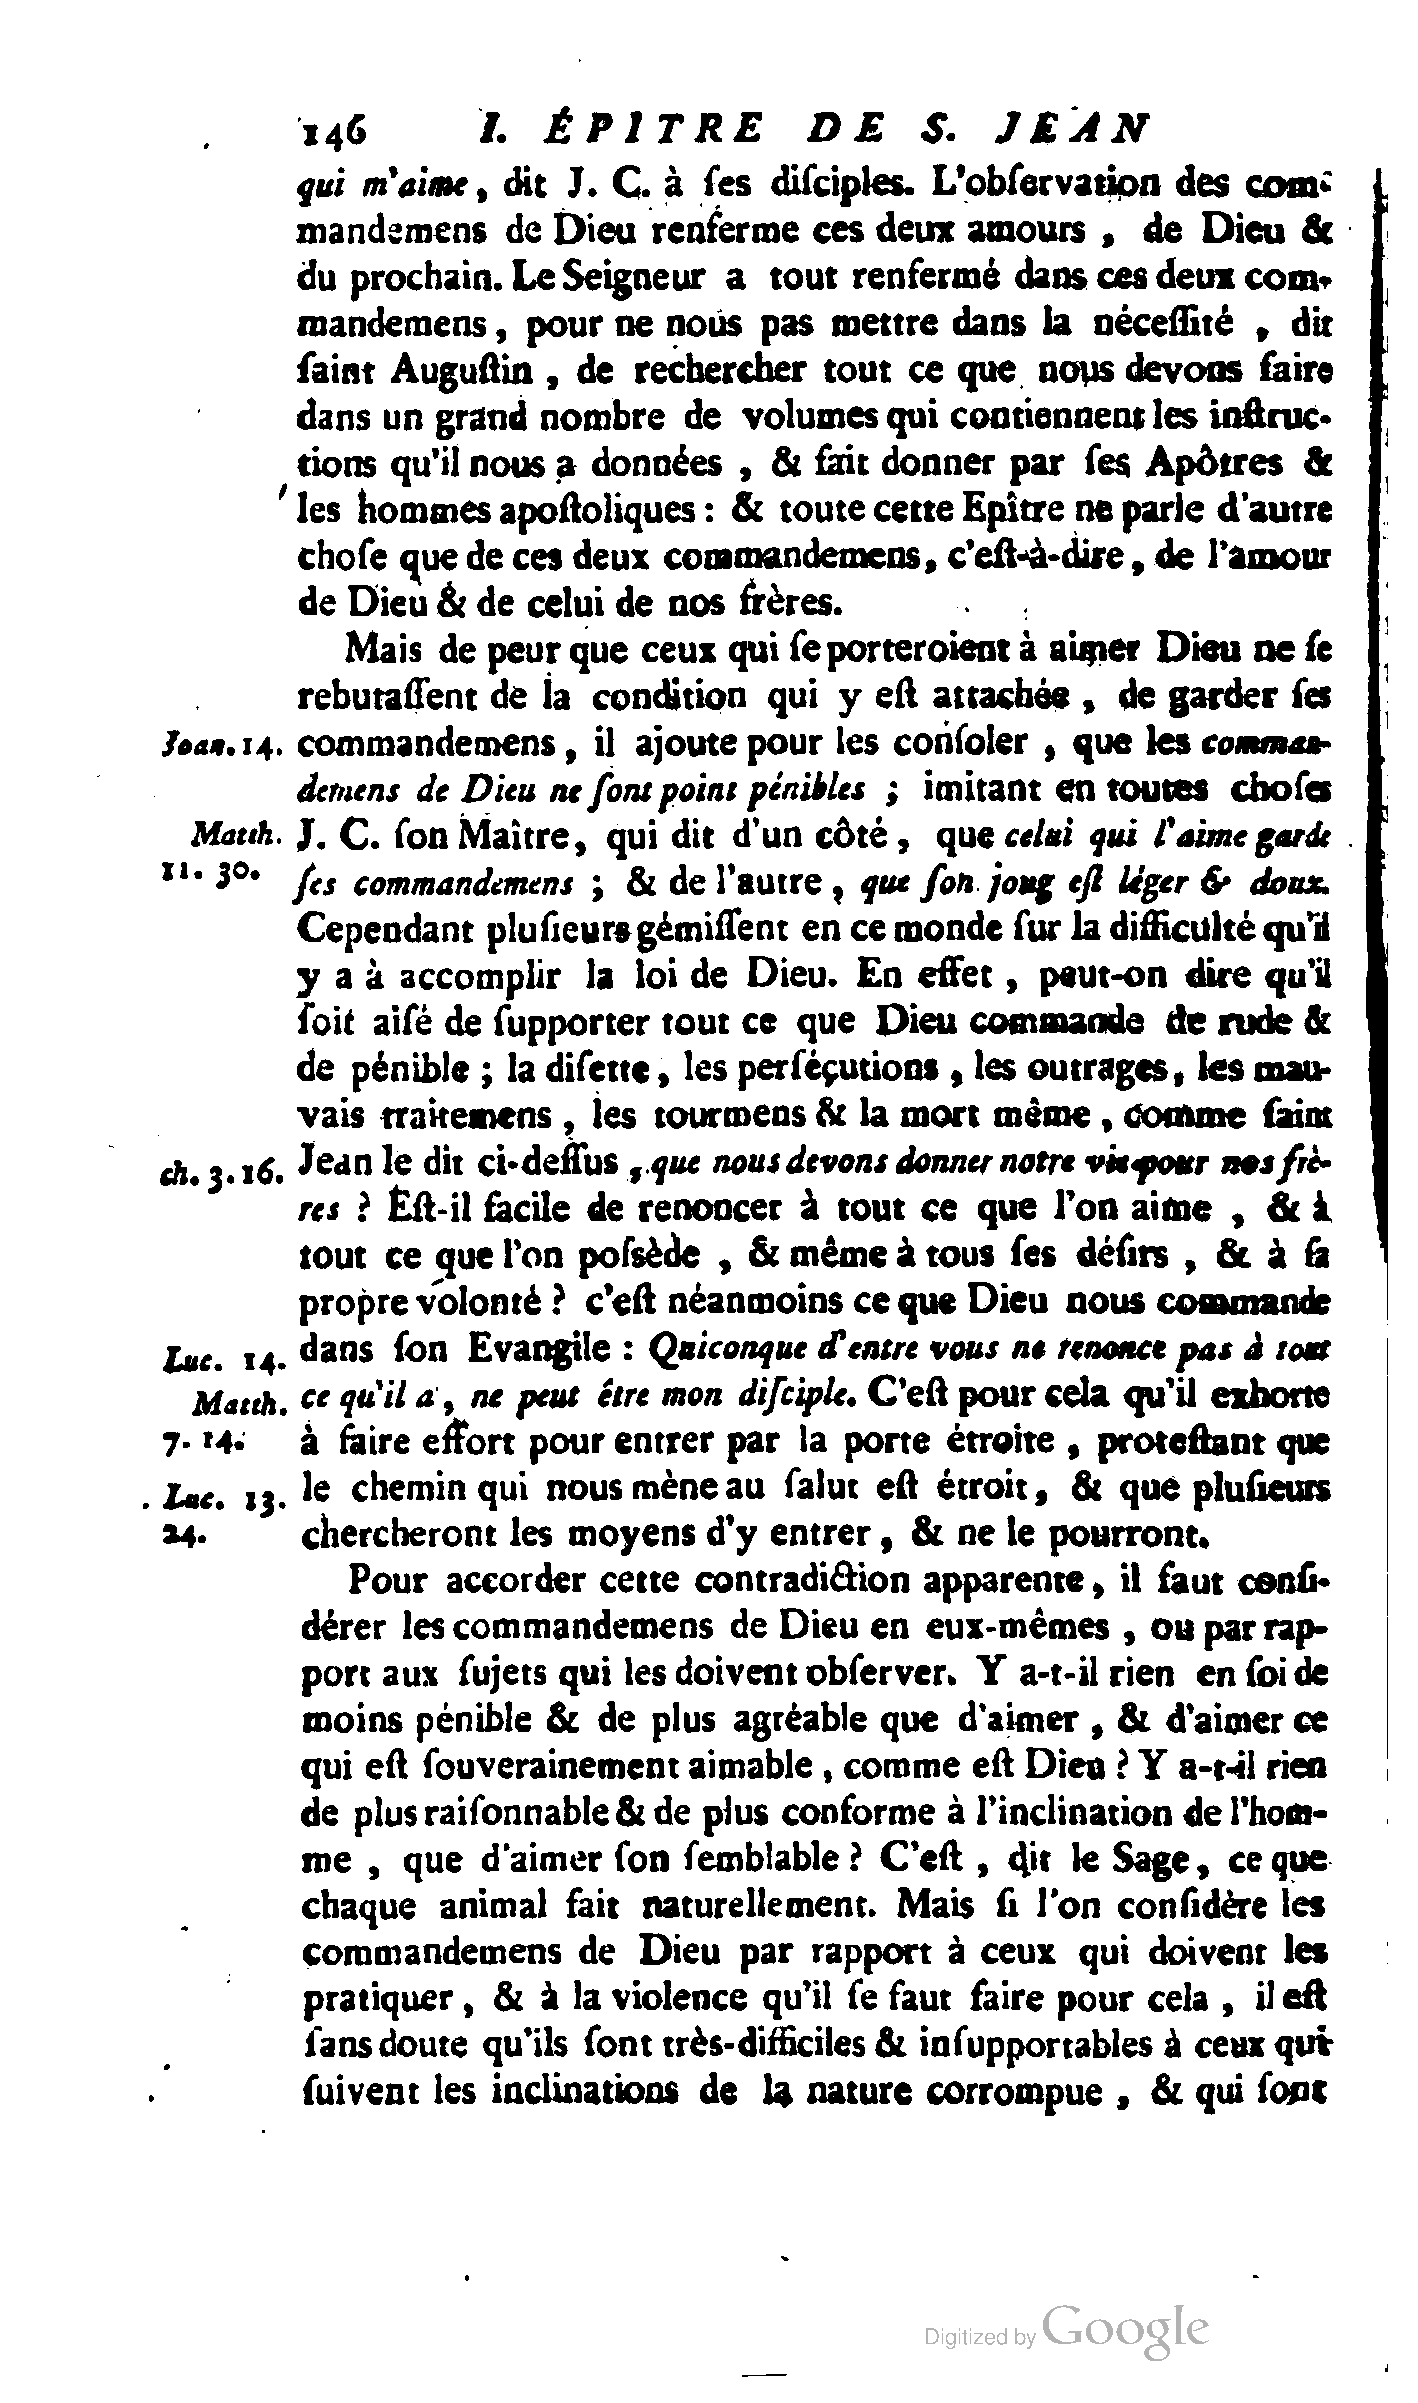 146 I. ÉPITRE DE S. JEAN
qui m'aime, dit J. C. à ſes diſciples. L'obſervation des com-
mandemens de Dieu renferme ces deux amours, de Dieu &
du prochain. Le Seigneur a tout renfermé dans ces deux com-
mandemens, pour ne nous pas mettre dans la néceſſité, dit
ſaint Auguſtin, de rechercher tout ce que nous devons faire
dans un grand nombre de volumes qui contiennent les inſtruc-
tions qu'il nous a données, & fait donner par ſes Apôtres &
les hommes apoſtoliques : & toute cette Epître ne parle d'autre
choſe que de ces deux commandemens, c'eſt-à-dire, de l'amour
de Dieu & de celui de nos frères.
Mais de peur que ceux qui ſe porteroient à aimer Dieu ne ſe
rebutaſſent de la condition qui y eſt attachée, de garder ſes
Joan. 14. commandemens, il ajoute pour les conſoler, que les comman-
demens de Dieu ne ſont point pénibles ; imitant en toutes choſes
Matth. J. C. ſon Maître, qui dit d'un côté, que celui qui l'aime garde
11. 30. ſes commandemens ; & de l'autre, que ſon joug eſt léger & doux.
Cependant pluſieurs gémiſſent en ce monde ſur la difficulté qu'il
y a à accomplir la loi de Dieu. En effet, peut-on dire qu'il
ſoit aiſé de ſupporter tout ce que Dieu commande de rude &
de pénible ; la diſette, les perſéçutions, les outrages, les mau-
vais traitemens, les tourmens & la mort même, comme ſaint
ch. 3. 16. Jean le dit ci-deſſus, que nous devons donner notre vie pour nos frè-
res ? Eſt-il facile de renoncer à tout ce que l'on aime, & à
tout ce que l'on poſsède, & même à tous ſes déſirs, & à ſa
propre volonté ? c'eſt néanmoins ce que Dieu nous commande
Luc. 14. dans ſon Evangile : Quiconque d'entre vous ne renonce pas à tout
Matth. ce qu'il a, ne peut être mon diſciple. C'eſt pour cela qu'il exhorte
7. 14. à faire effort pour entrer par la porte étroite, proteſtant que
Luc. 13. le chemin qui nous mène au ſalut eſt étroit, & que pluſieurs
24. chercheront les moyens d'y entrer, & ne le pourront.
Pour accorder cette contradiction apparente, il faut conſi-
dérer les commandemens de Dieu en eux-mêmes, ou par rap-
port aux ſujets qui les doivent obſerver. Y a-t-il rien en ſoi de
moins pénible & de plus agréable que d'aimer, & d'aimer ce
qui eſt ſouverainement aimable, comme eſt Dieu ? Y a-t-il rien
de plus raiſonnable & de plus conforme à l'inclination de l'hom-
me, que d'aimer ſon ſemblable ? C'eſt, dit le Sage, ce que
chaque animal fait naturellement. Mais ſi l'on conſidère les
commandemens de Dieu par rapport à ceux qui doivent les
pratiquer, & à la violence qu'il ſe faut faire pour cela, il eſt
ſans doute qu'ils ſont très-difficiles & inſupportables à ceux qui
ſuivent les inclinations de la nature corrompue, & qui ſont
Digitized by Google